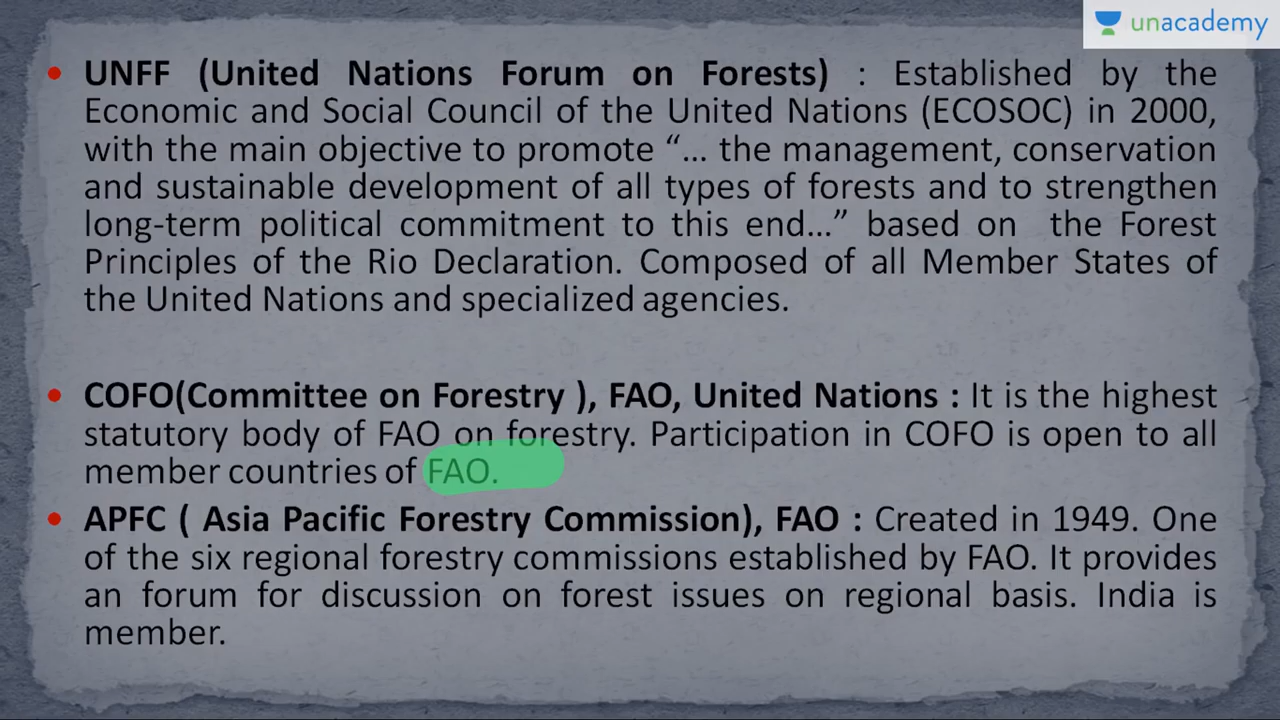 unacademy
• UNFF (United Nations Forum on Forests) : Established by the
Economic and Social Council of the United Nations (ECOSOC) in 2000,
with the main objective to promote “... the management, conservation
and sustainable development of all types of forests and to strengthen
long-term political commitment to this end...” based on the Forest
Principles of the Rio Declaration. Composed of all Member States of
the United Nations and specialized agencies.
• COFO(Committee on Forestry ), FAO, United Nations : It is the highest
statutory body of FAO on forestry. Participation in COFO is open to all
member countries of FAO.
• APFC ( Asia Pacific Forestry Commission), FAO : Created in 1949. One
of the six regional forestry commissions established by FAO. It provides
an forum for discussion on forest issues on regional basis. India is
member.